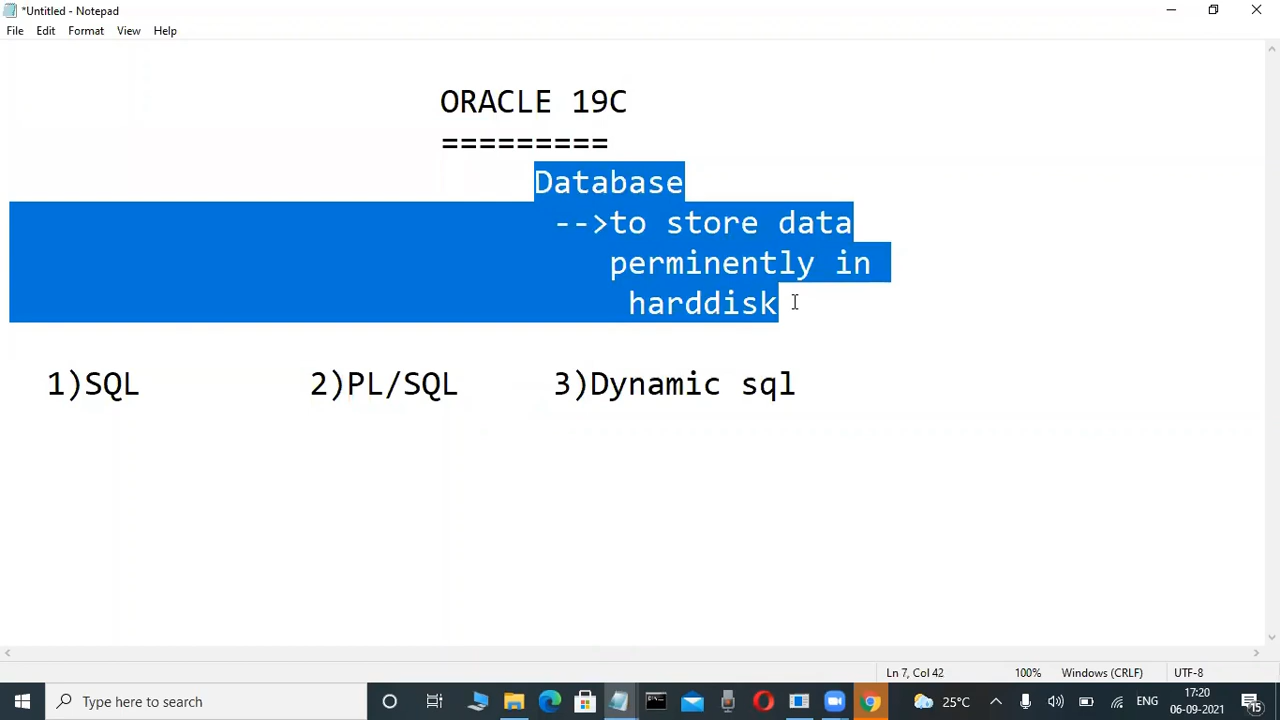 *Untitled - Notepad
File Edit Format View Help
ORACLE 19C
=========
Database
-->to store data
perminently in
harddisk
1)SQL 2)PL/SQL 3)Dynamic sql
Ln 7, Col 42 100% Windows (CRLF) UTF-8
Type here to search 25°C ENG 17:20
06-09-2021 15